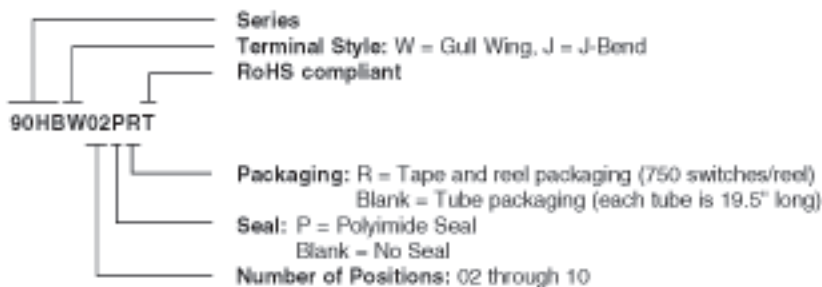 Series
Terminal Style: W = Gull Wing, J = J-Bend
RoHS compliant
90HBW02PRT
Packaging: R = Tape and reel packaging (750 switches/reel)
Blank = Tube packaging (each tube is 19.5" long)
Seal: P = Polyimide Seal
Blank = No Seal
Number of Positions: 02 through 10